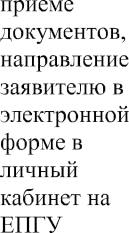 приеме
документов,
направление
заявителю в
электронной
форме в
личный
кабинет на
ЕПГУ